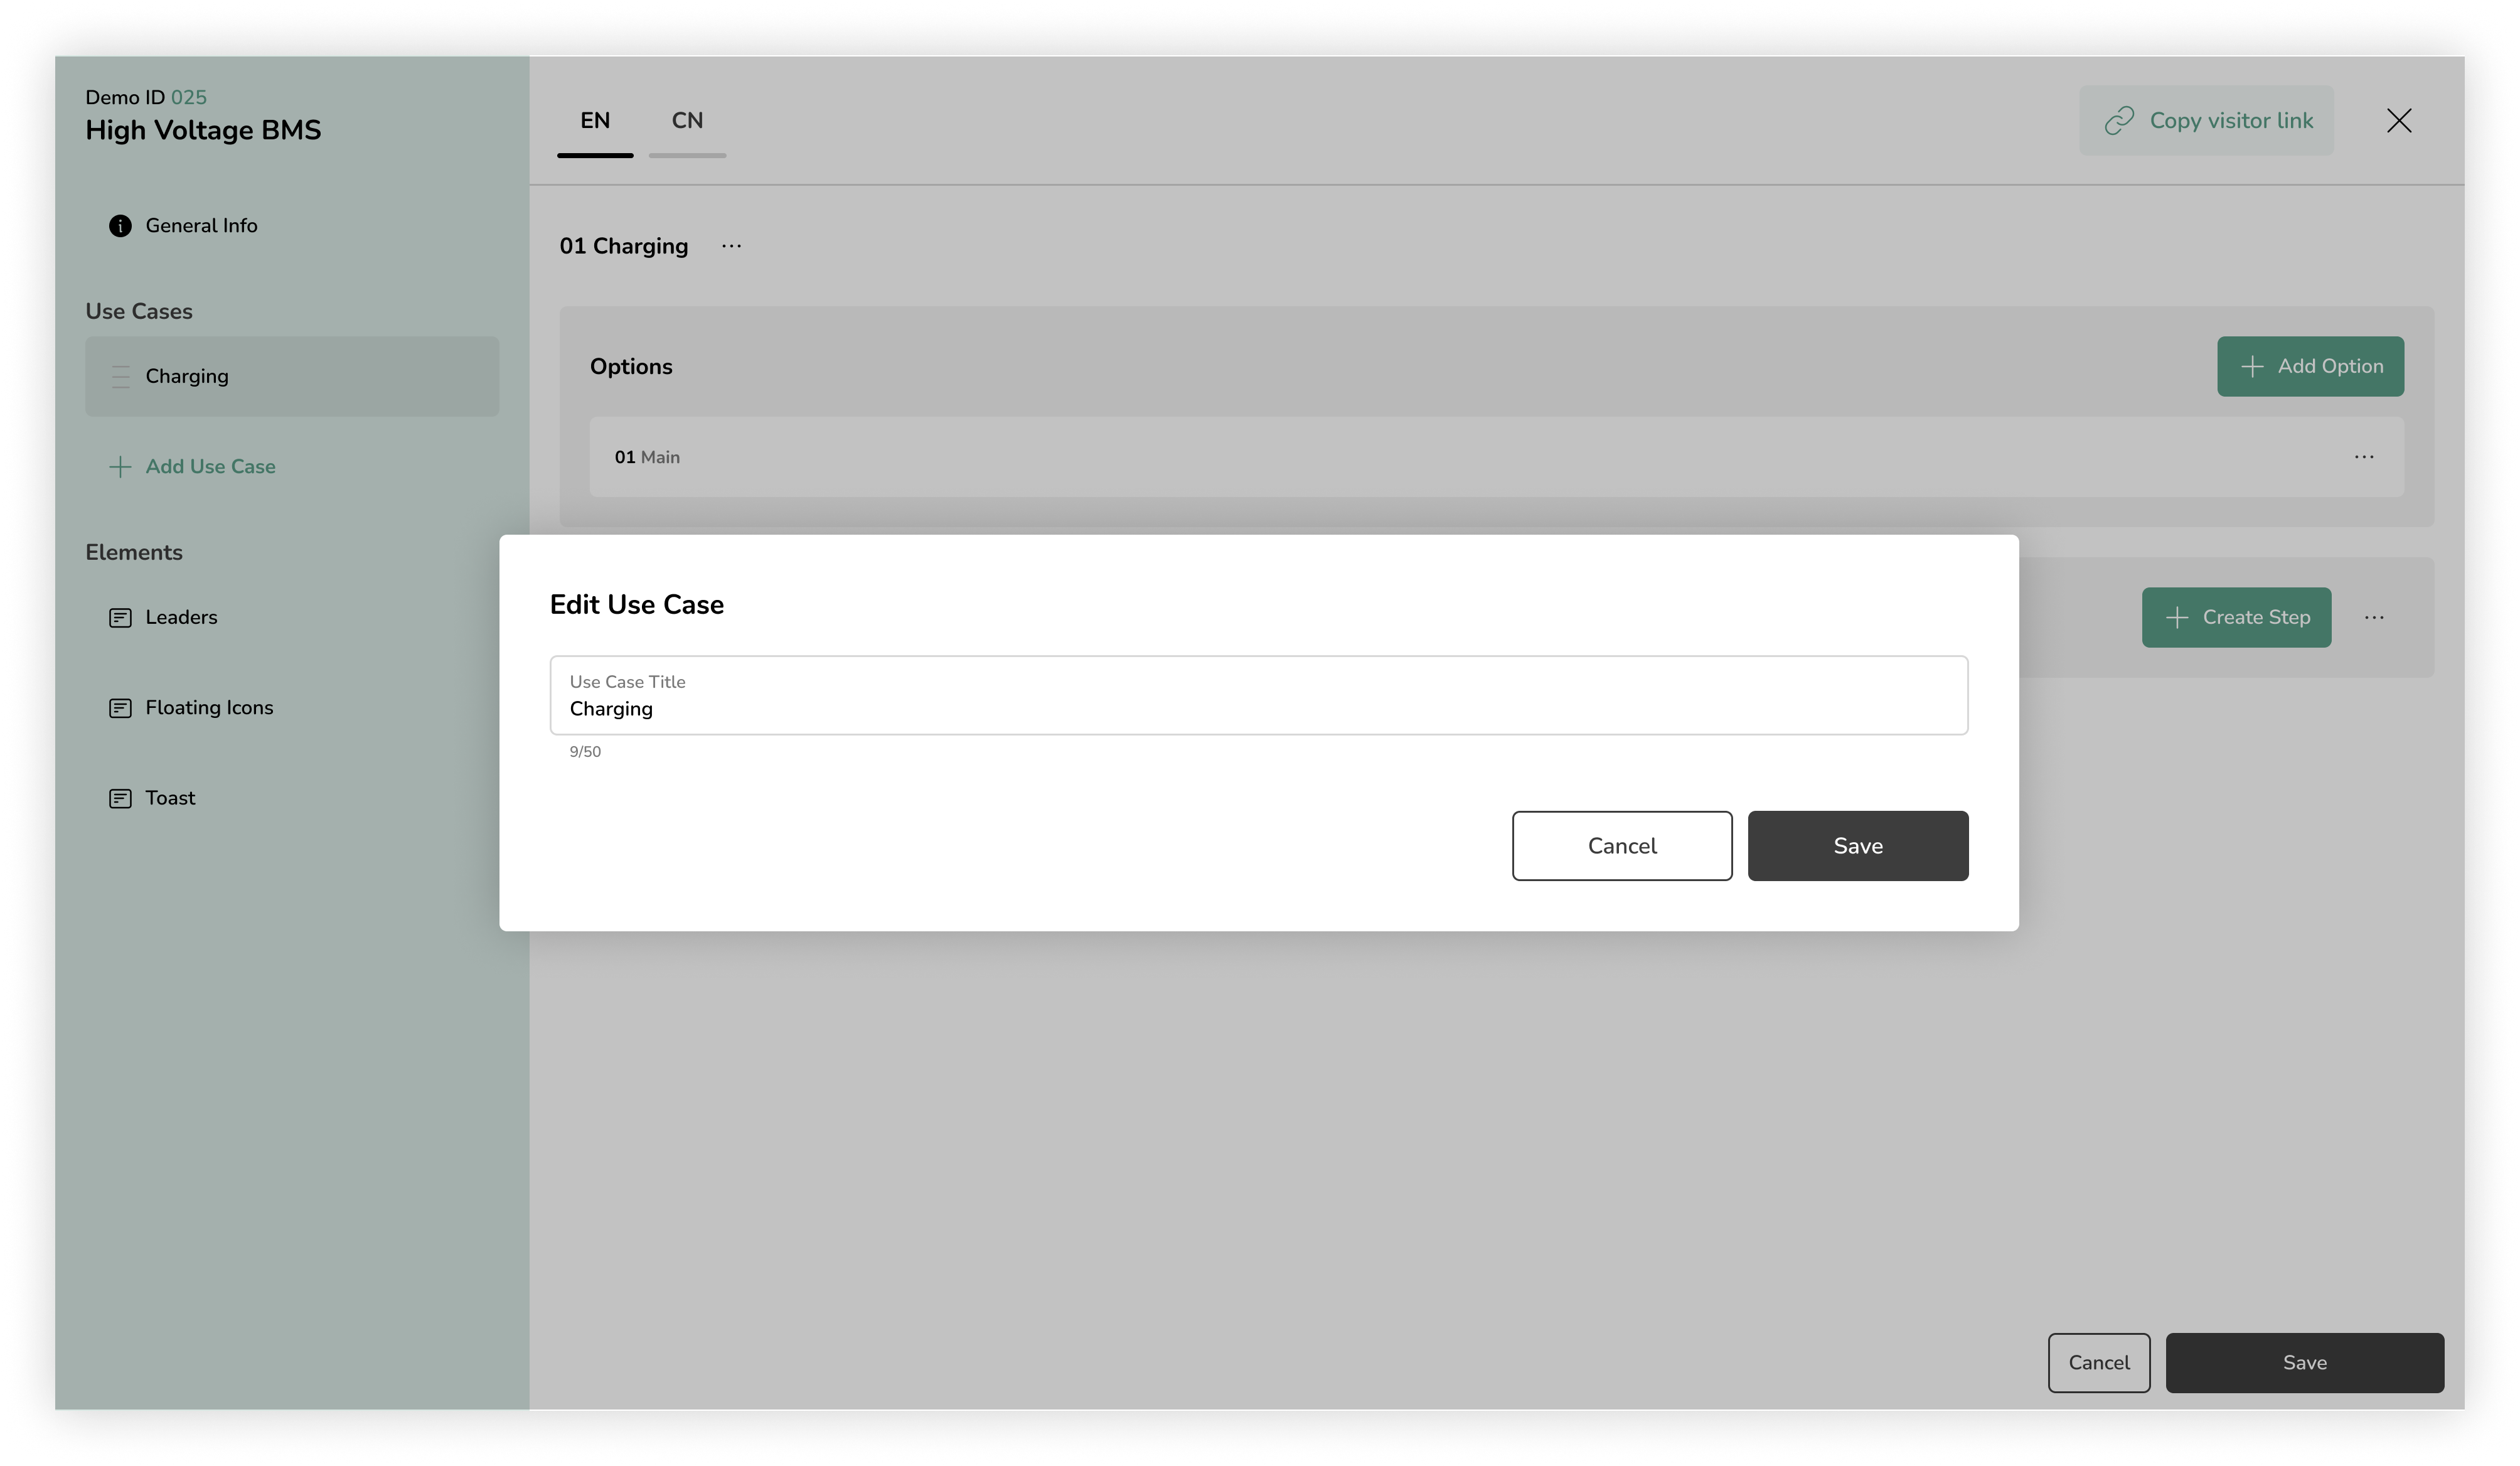 Demo ID 025
High Voltage BMS
General Info
Use Cases
Charging
Add Use Case
Elements
Leaders
Floating Icons
Toast
EN
CN
Copy visitor link
01 Charging
Options
Add Option
01 Main
Create Step
Edit Use Case
Use Case Title
Charging
9/50
Cancel
Save
Cancel
Save